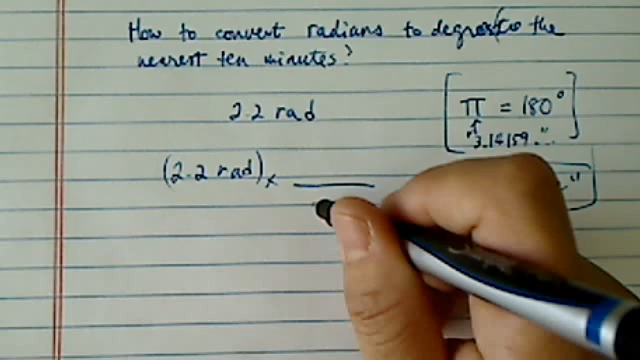 How to convert radians to degrees (to the
nearest ten minutes?
2.2 rad
[π = 180°
3.14159...]
(2.2 rad) ×